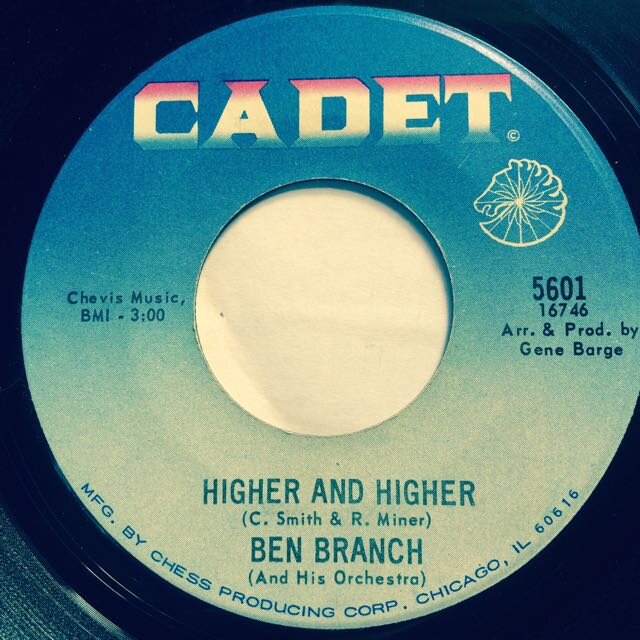 CADET
©
Chevis Music,
BMI - 3:00
5601
16746
Arr. & Prod. by
Gene Barge
HIGHER AND HIGHER
(C. Smith & R. Miner)
BEN BRANCH
(And His Orchestra)
MFG. BY CHESS PRODUCING CORP. CHICAGO, IL 60616